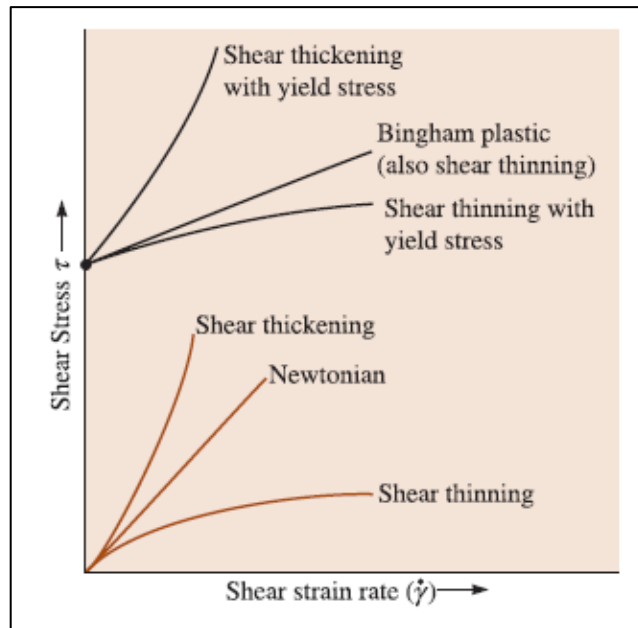 Shear thickening
with yield stress
Bingham plastic
(also shear thinning)
Shear thinning with
yield stress
Shear Stress τ
Shear thickening
Newtonian
Shear thinning
Shear strain rate (γ̇)